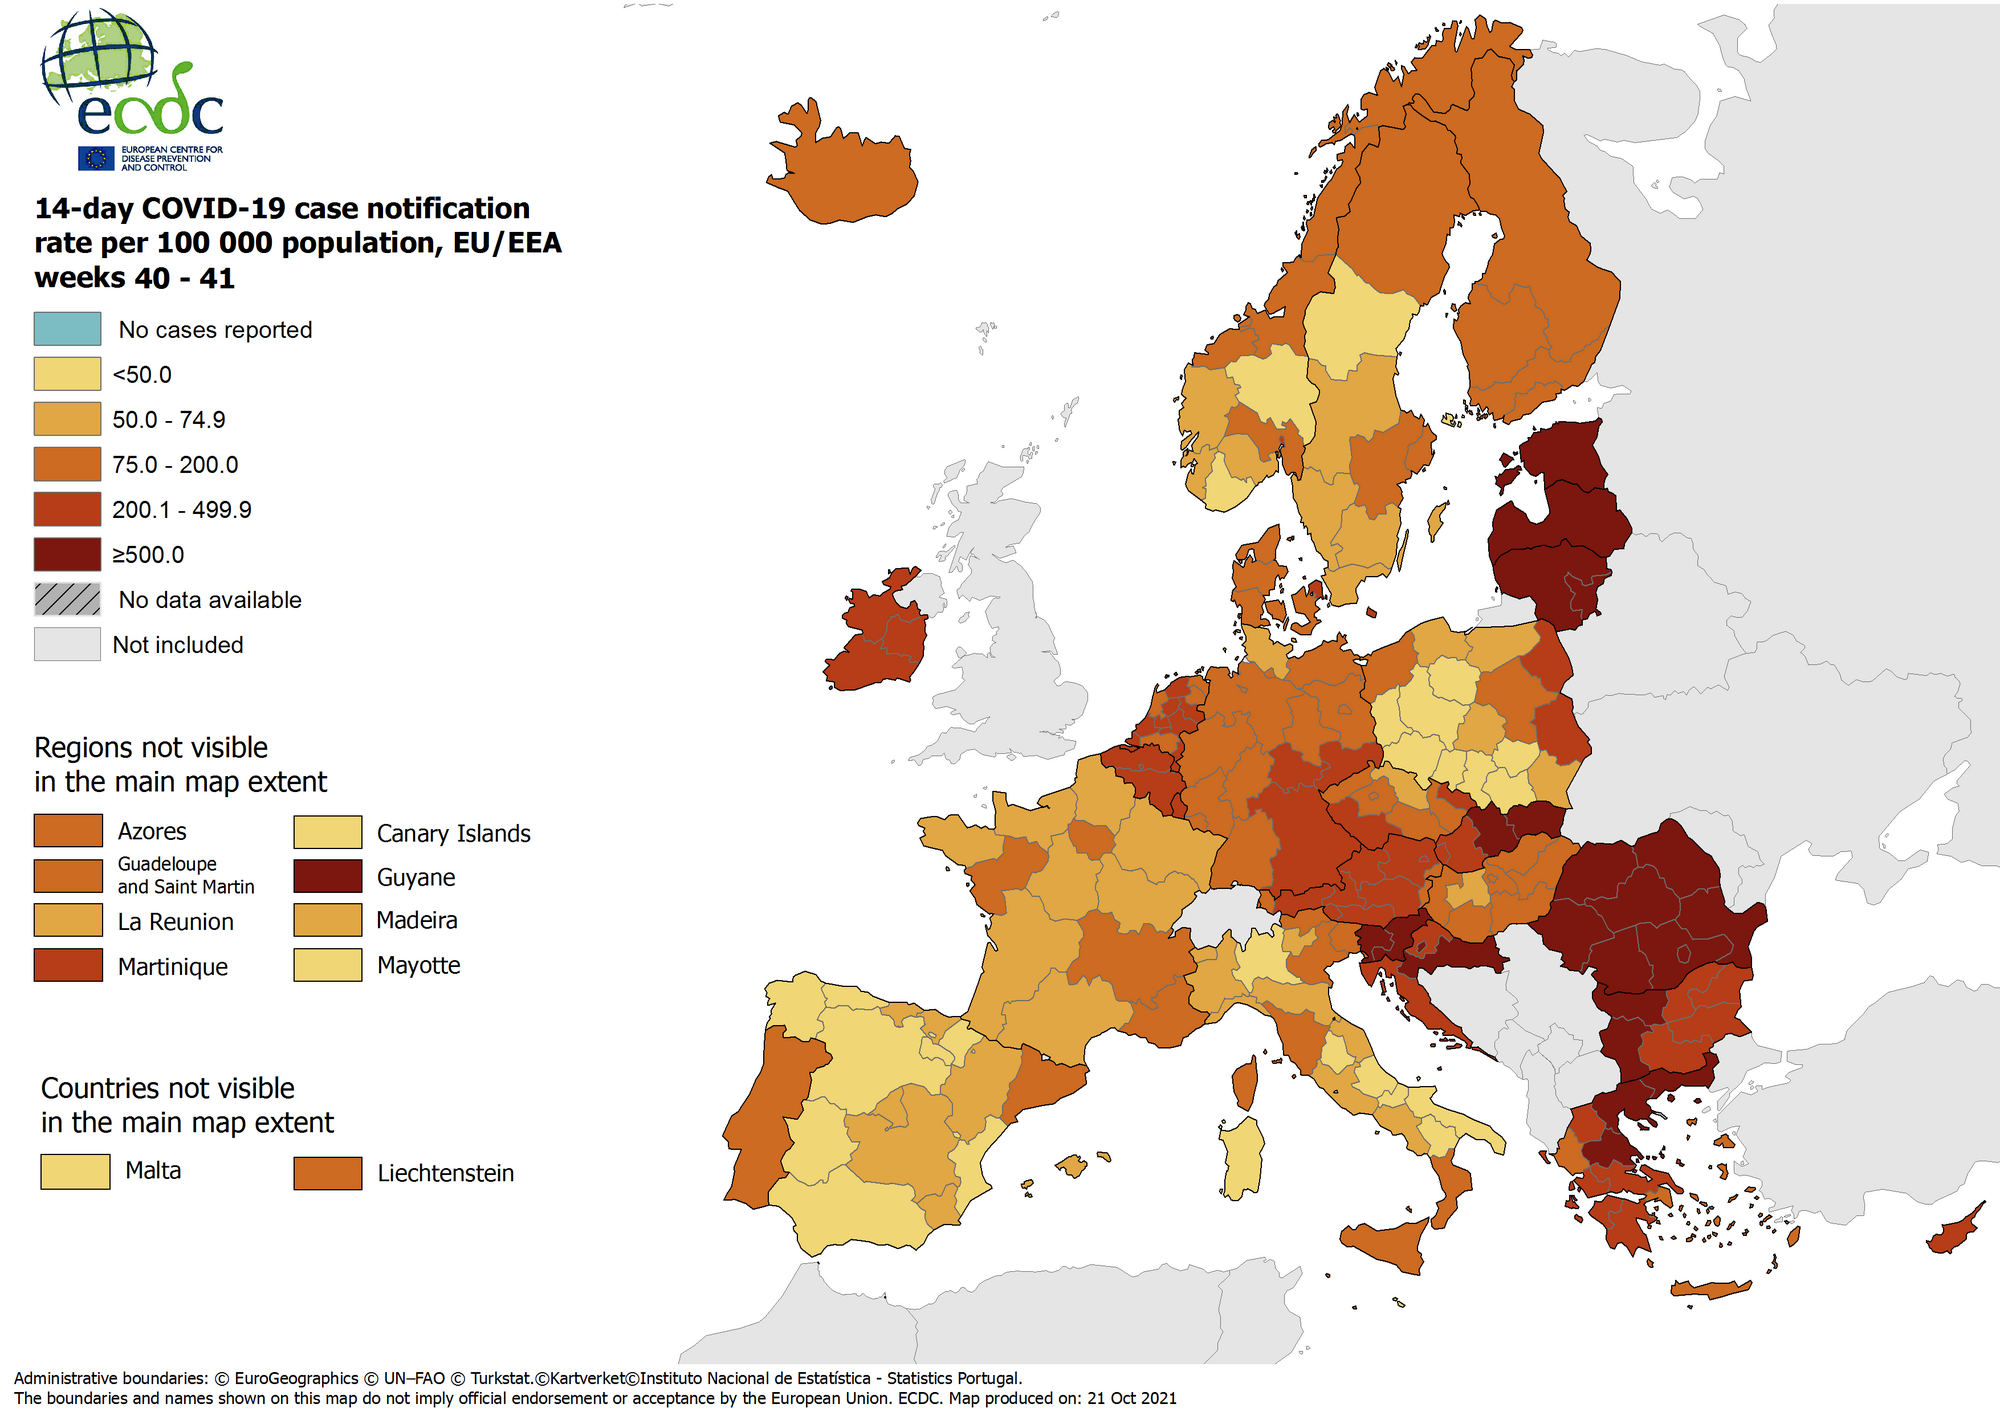 ecdc
EUROPEAN CENTRE FOR
DISEASE PREVENTION
AND CONTROL
14-day COVID-19 case notification
rate per 100 000 population, EU/EEA
weeks 40 - 41
No cases reported
<50.0
50.0 - 74.9
75.0 - 200.0
200.1 - 499.9
≥500.0
No data available
Not included
Regions not visible
in the main map extent
Azores
Canary Islands
Guadeloupe
and Saint Martin
Guyane
La Reunion
Madeira
Martinique
Mayotte
Countries not visible
in the main map extent
Malta
Liechtenstein
Administrative boundaries: © EuroGeographics © UN–FAO © Turkstat.©Kartverket©Instituto Nacional de Estatística - Statistics Portugal.
The boundaries and names shown on this map do not imply official endorsement or acceptance by the European Union. ECDC. Map produced on: 21 Oct 2021